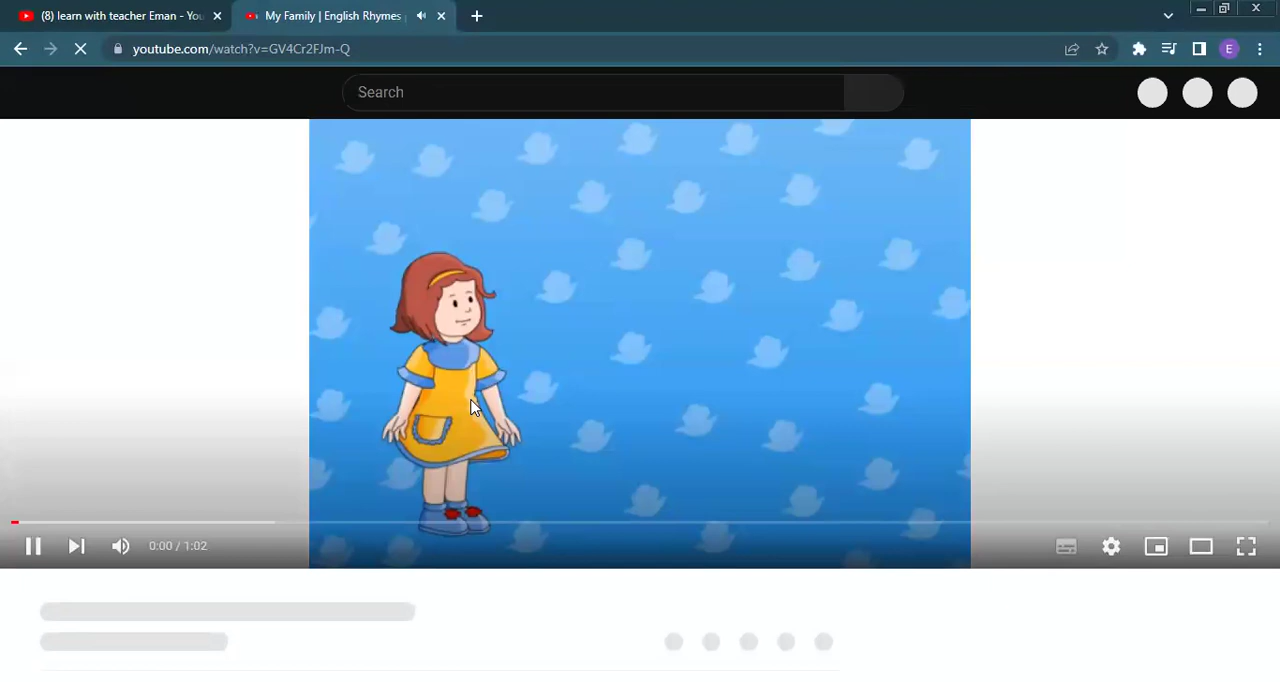 (8) learn with teacher Eman - You
My Family | English Rhymes
youtube.com/watch?v=GV4Cr2FJm-Q
E
Search
0:00 / 1:02